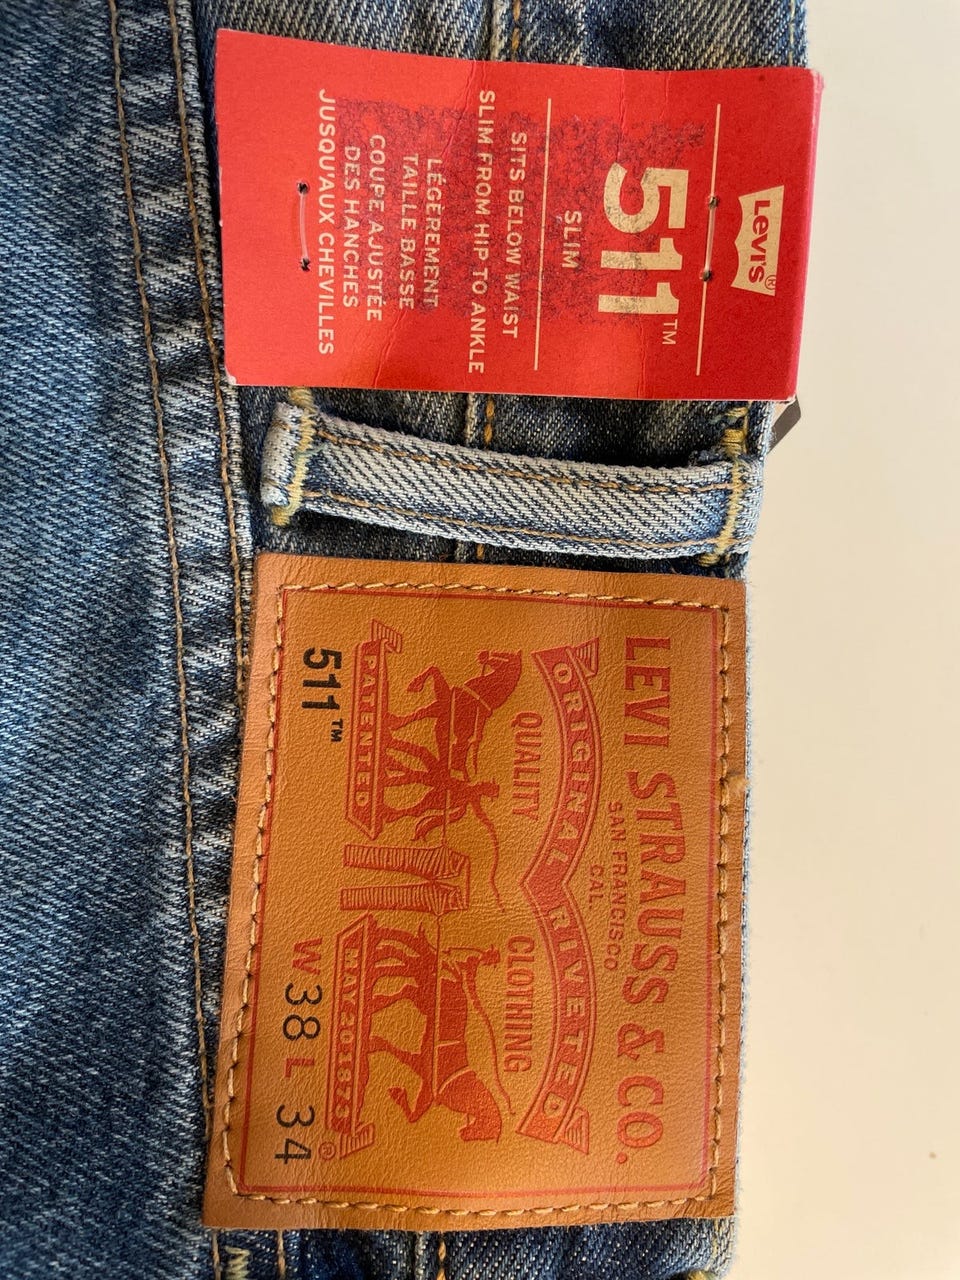 Levi's®
511™
SLIM
SITS BELOW WAIST
SLIM FROM HIP TO ANKLE
LÉGÈREMENT
TAILLE BASSE
COUPE AJUSTÉE
DES HANCHES
JUSQU'AUX CHEVILLES
LEVI STRAUSS & CO.
SAN FRANCISCO
CAL.
ORIGINAL RIVETED
QUALITY CLOTHING
PATENTED MAY 20 1873 ®
511™ W 38 L 34